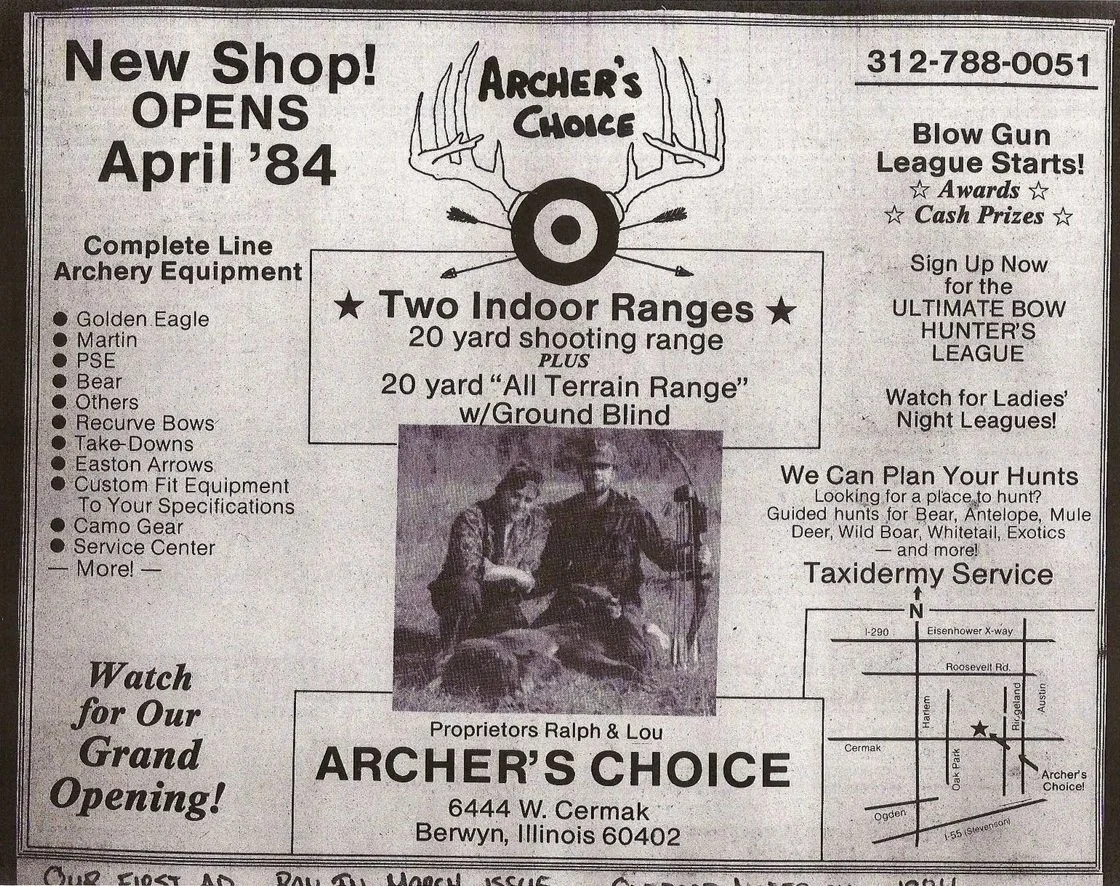 New Shop!
OPENS
April '84
ARCHER'S
CHOICE
312-788-0051
Blow Gun
League Starts!
☆ Awards ☆
☆ Cash Prizes ☆
Sign Up Now
for the
ULTIMATE BOW
HUNTER'S
LEAGUE
Watch for Ladies'
Night Leagues!
Complete Line
Archery Equipment
● Golden Eagle
● Martin
● PSE
● Bear
● Others
● Recurve Bows
● Take-Downs
● Easton Arrows
● Custom Fit Equipment
To Your Specifications
● Camo Gear
● Service Center
— More! —
★ Two Indoor Ranges ★
20 yard shooting range
PLUS
20 yard “All Terrain Range”
w/Ground Blind
We Can Plan Your Hunts
Looking for a place to hunt?
Guided hunts for Bear, Antelope, Mule
Deer, Wild Boar, Whitetail, Exotics
— and more!
Taxidermy Service
N
I-290 Eisenhower X-way
Roosevelt Rd.
Harlem
Ridgeland
Austin
Cermak
Oak Park
Archer's
Choice!
Ogden
I-55 (Stevenson)
Watch
for Our
Grand
Opening!
Proprietors Ralph & Lou
ARCHER'S CHOICE
6444 W. Cermak
Berwyn, Illinois 60402
OUR FIRST AD RAN IN MARCH ISSUE 1984